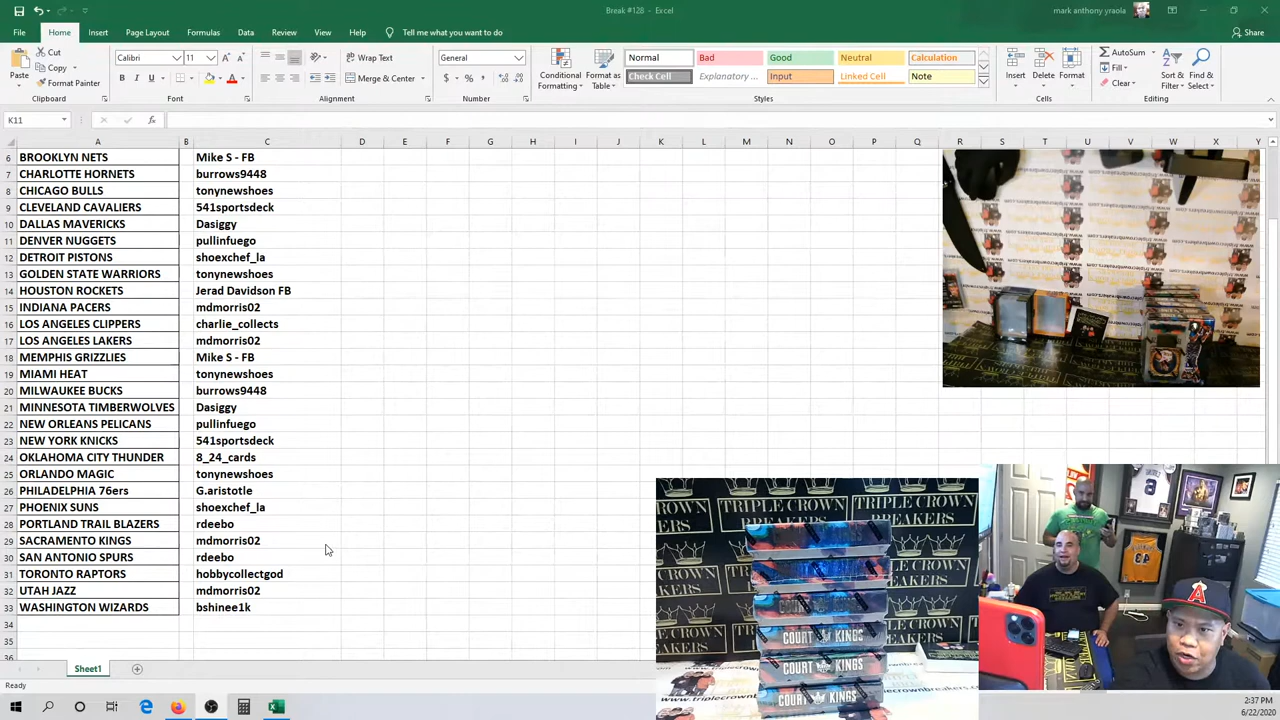 Break #128 - Excel
mark anthony yraola
File Home Insert Page Layout Formulas Data Review View Help Tell me what you want to do
Share
Paste
Cut
Copy
Format Painter
Clipboard
Calibri 11
B I U
Font
Wrap Text
Merge & Center
Alignment
General
$ % ,
Number
Conditional Formatting
Format as Table
Normal Bad Good Neutral Calculation
Check Cell Explanatory ... Input Linked Cell Note
Styles
Insert Delete Format
Cells
AutoSum
Fill
Clear
Sort & Filter
Find & Select
Editing
K11
fx
A B C D E F G H I J K L M N O P Q R S T U V W X Y
6 BROOKLYN NETS Mike S - FB
7 CHARLOTTE HORNETS burrows9448
8 CHICAGO BULLS tonynewshoes
9 CLEVELAND CAVALIERS 541sportsdeck
10 DALLAS MAVERICKS Dasiggy
11 DENVER NUGGETS pullinfuego
12 DETROIT PISTONS shoexchef_la
13 GOLDEN STATE WARRIORS tonynewshoes
14 HOUSTON ROCKETS Jerad Davidson FB
15 INDIANA PACERS mdmorris02
16 LOS ANGELES CLIPPERS charlie_collects
17 LOS ANGELES LAKERS mdmorris02
18 MEMPHIS GRIZZLIES Mike S - FB
19 MIAMI HEAT tonynewshoes
20 MILWAUKEE BUCKS burrows9448
21 MINNESOTA TIMBERWOLVES Dasiggy
22 NEW ORLEANS PELICANS pullinfuego
23 NEW YORK KNICKS 541sportsdeck
24 OKLAHOMA CITY THUNDER 8_24_cards
25 ORLANDO MAGIC tonynewshoes
26 PHILADELPHIA 76ers G.aristotle
27 PHOENIX SUNS shoexchef_la
28 PORTLAND TRAIL BLAZERS rdeebo
29 SACRAMENTO KINGS mdmorris02
30 SAN ANTONIO SPURS rdeebo
31 TORONTO RAPTORS hobbycollectgod
32 UTAH JAZZ mdmorris02
33 WASHINGTON WIZARDS bshinee1k
34
35
36
TRIPLE CROWN BREAKERS
COURT KINGS
COURT KINGS
COURT KINGS
COURT KINGS
www.triplecrownbreakers.com
5
A
Sheet1
Ready
2:37 PM
6/22/2020